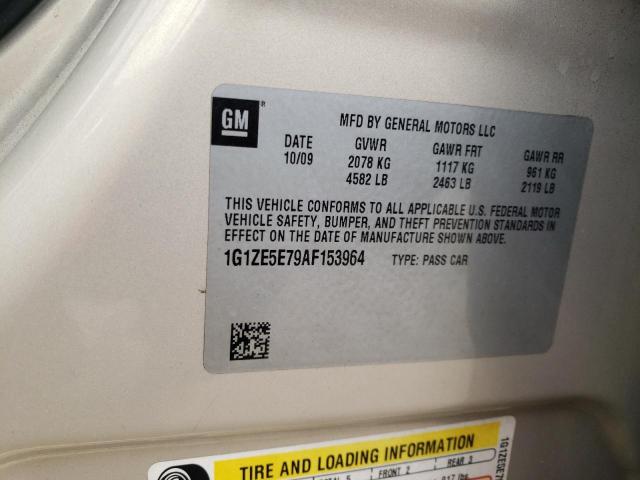 GM
MFD BY GENERAL MOTORS LLC
DATE GVWR GAWR FRT GAWR RR
10/09 2078 KG 1117 KG 961 KG
4582 LB 2463 LB 2119 LB
THIS VEHICLE CONFORMS TO ALL APPLICABLE U.S. FEDERAL MOTOR
VEHICLE SAFETY, BUMPER, AND THEFT PREVENTION STANDARDS IN
EFFECT ON THE DATE OF MANUFACTURE SHOWN ABOVE.
1G1ZE5E79AF153964 TYPE: PASS CAR
TIRE AND LOADING INFORMATION
FRONT 2 REAR 3